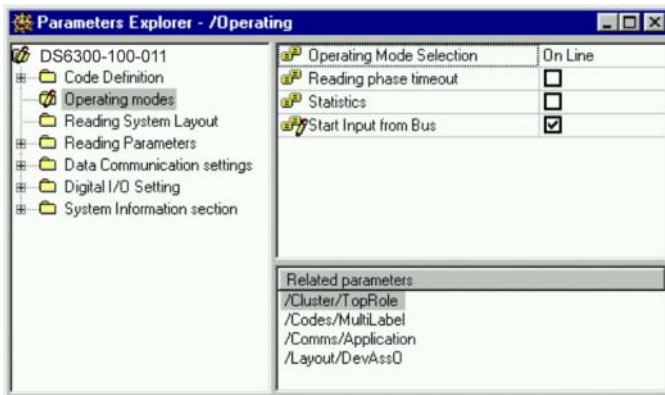 Parameters Explorer - /Operating
DS6300-100-011
Code Definition
Operating modes
Reading System Layout
Reading Parameters
Data Communication settings
Digital I/O Setting
System Information section
Operating Mode Selection On Line
Reading phase timeout
Statistics
Start Input from Bus
Related parameters
/Cluster/TopRole
/Codes/MultiLabel
/Comms/Application
/Layout/DevAssO